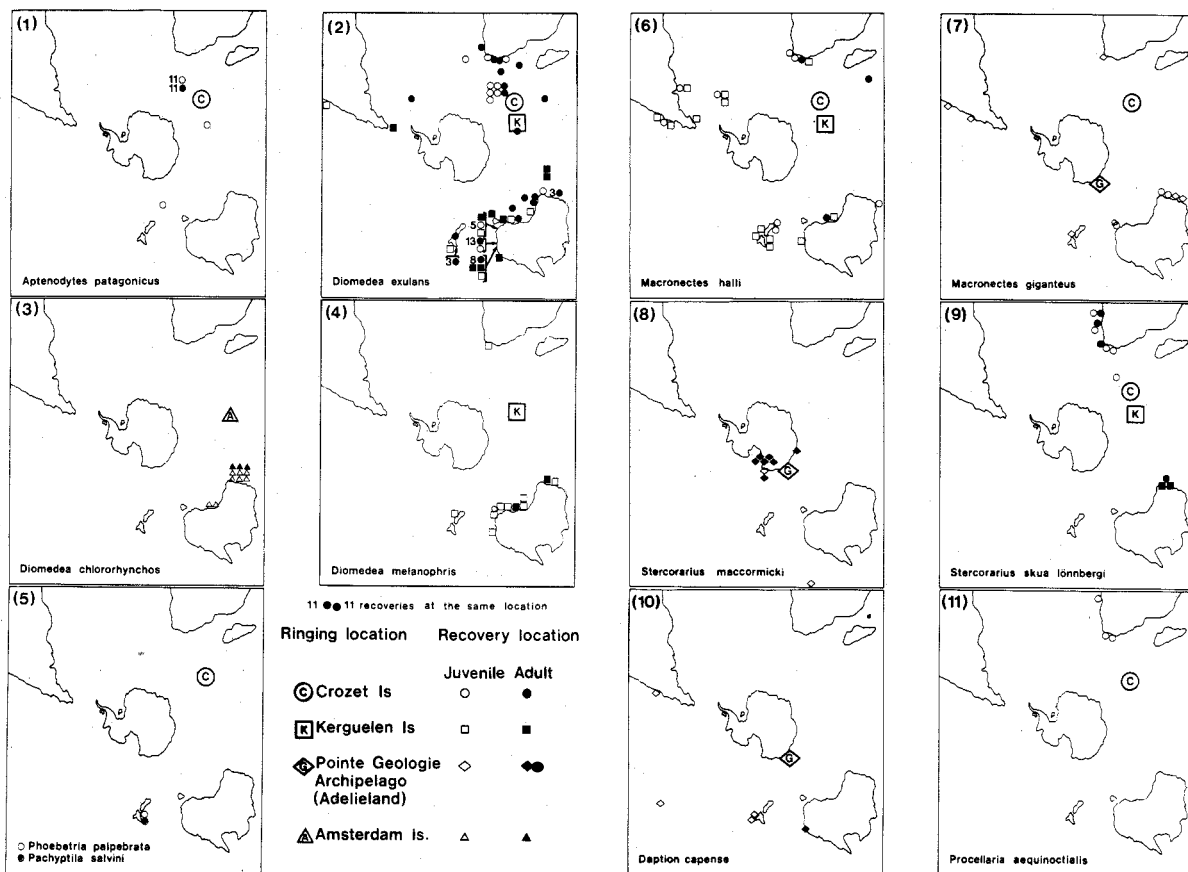 (1)
11
11
C
Aptenodytes patagonicus
(2)
C
K
3
5
13
3
8
Diomedea exulans
(6)
C
K
Macronectes halli
(7)
C
G
Macronectes giganteus
(3)
A
Diomedea chlororhynchos
(4)
K
Diomedea melanophris
(8)
G
Stercorarius maccormicki
(9)
C
K
Stercorarius skua lönnbergi
(5)
C
Phoebetria palpebrata
Pachyptila salvini
11 11 recoveries at the same location
Ringing location Recovery location
Juvenile Adult
C Crozet Is
K Kerguelen Is
G Pointe Geologie
Archipelago
(Adelieland)
A Amsterdam is.
(10)
G
Daption capense
(11)
C
Procellaria aequinoctialis